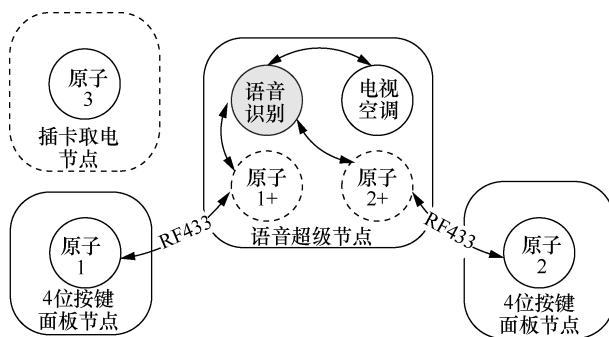 原子
3
插卡取电
节点
语音
识别
电视
空调
原子
1+
原子
2+
语音超级节点
RF433
RF433
原子
1
4位按键
面板节点
原子
2
4位按键
面板节点